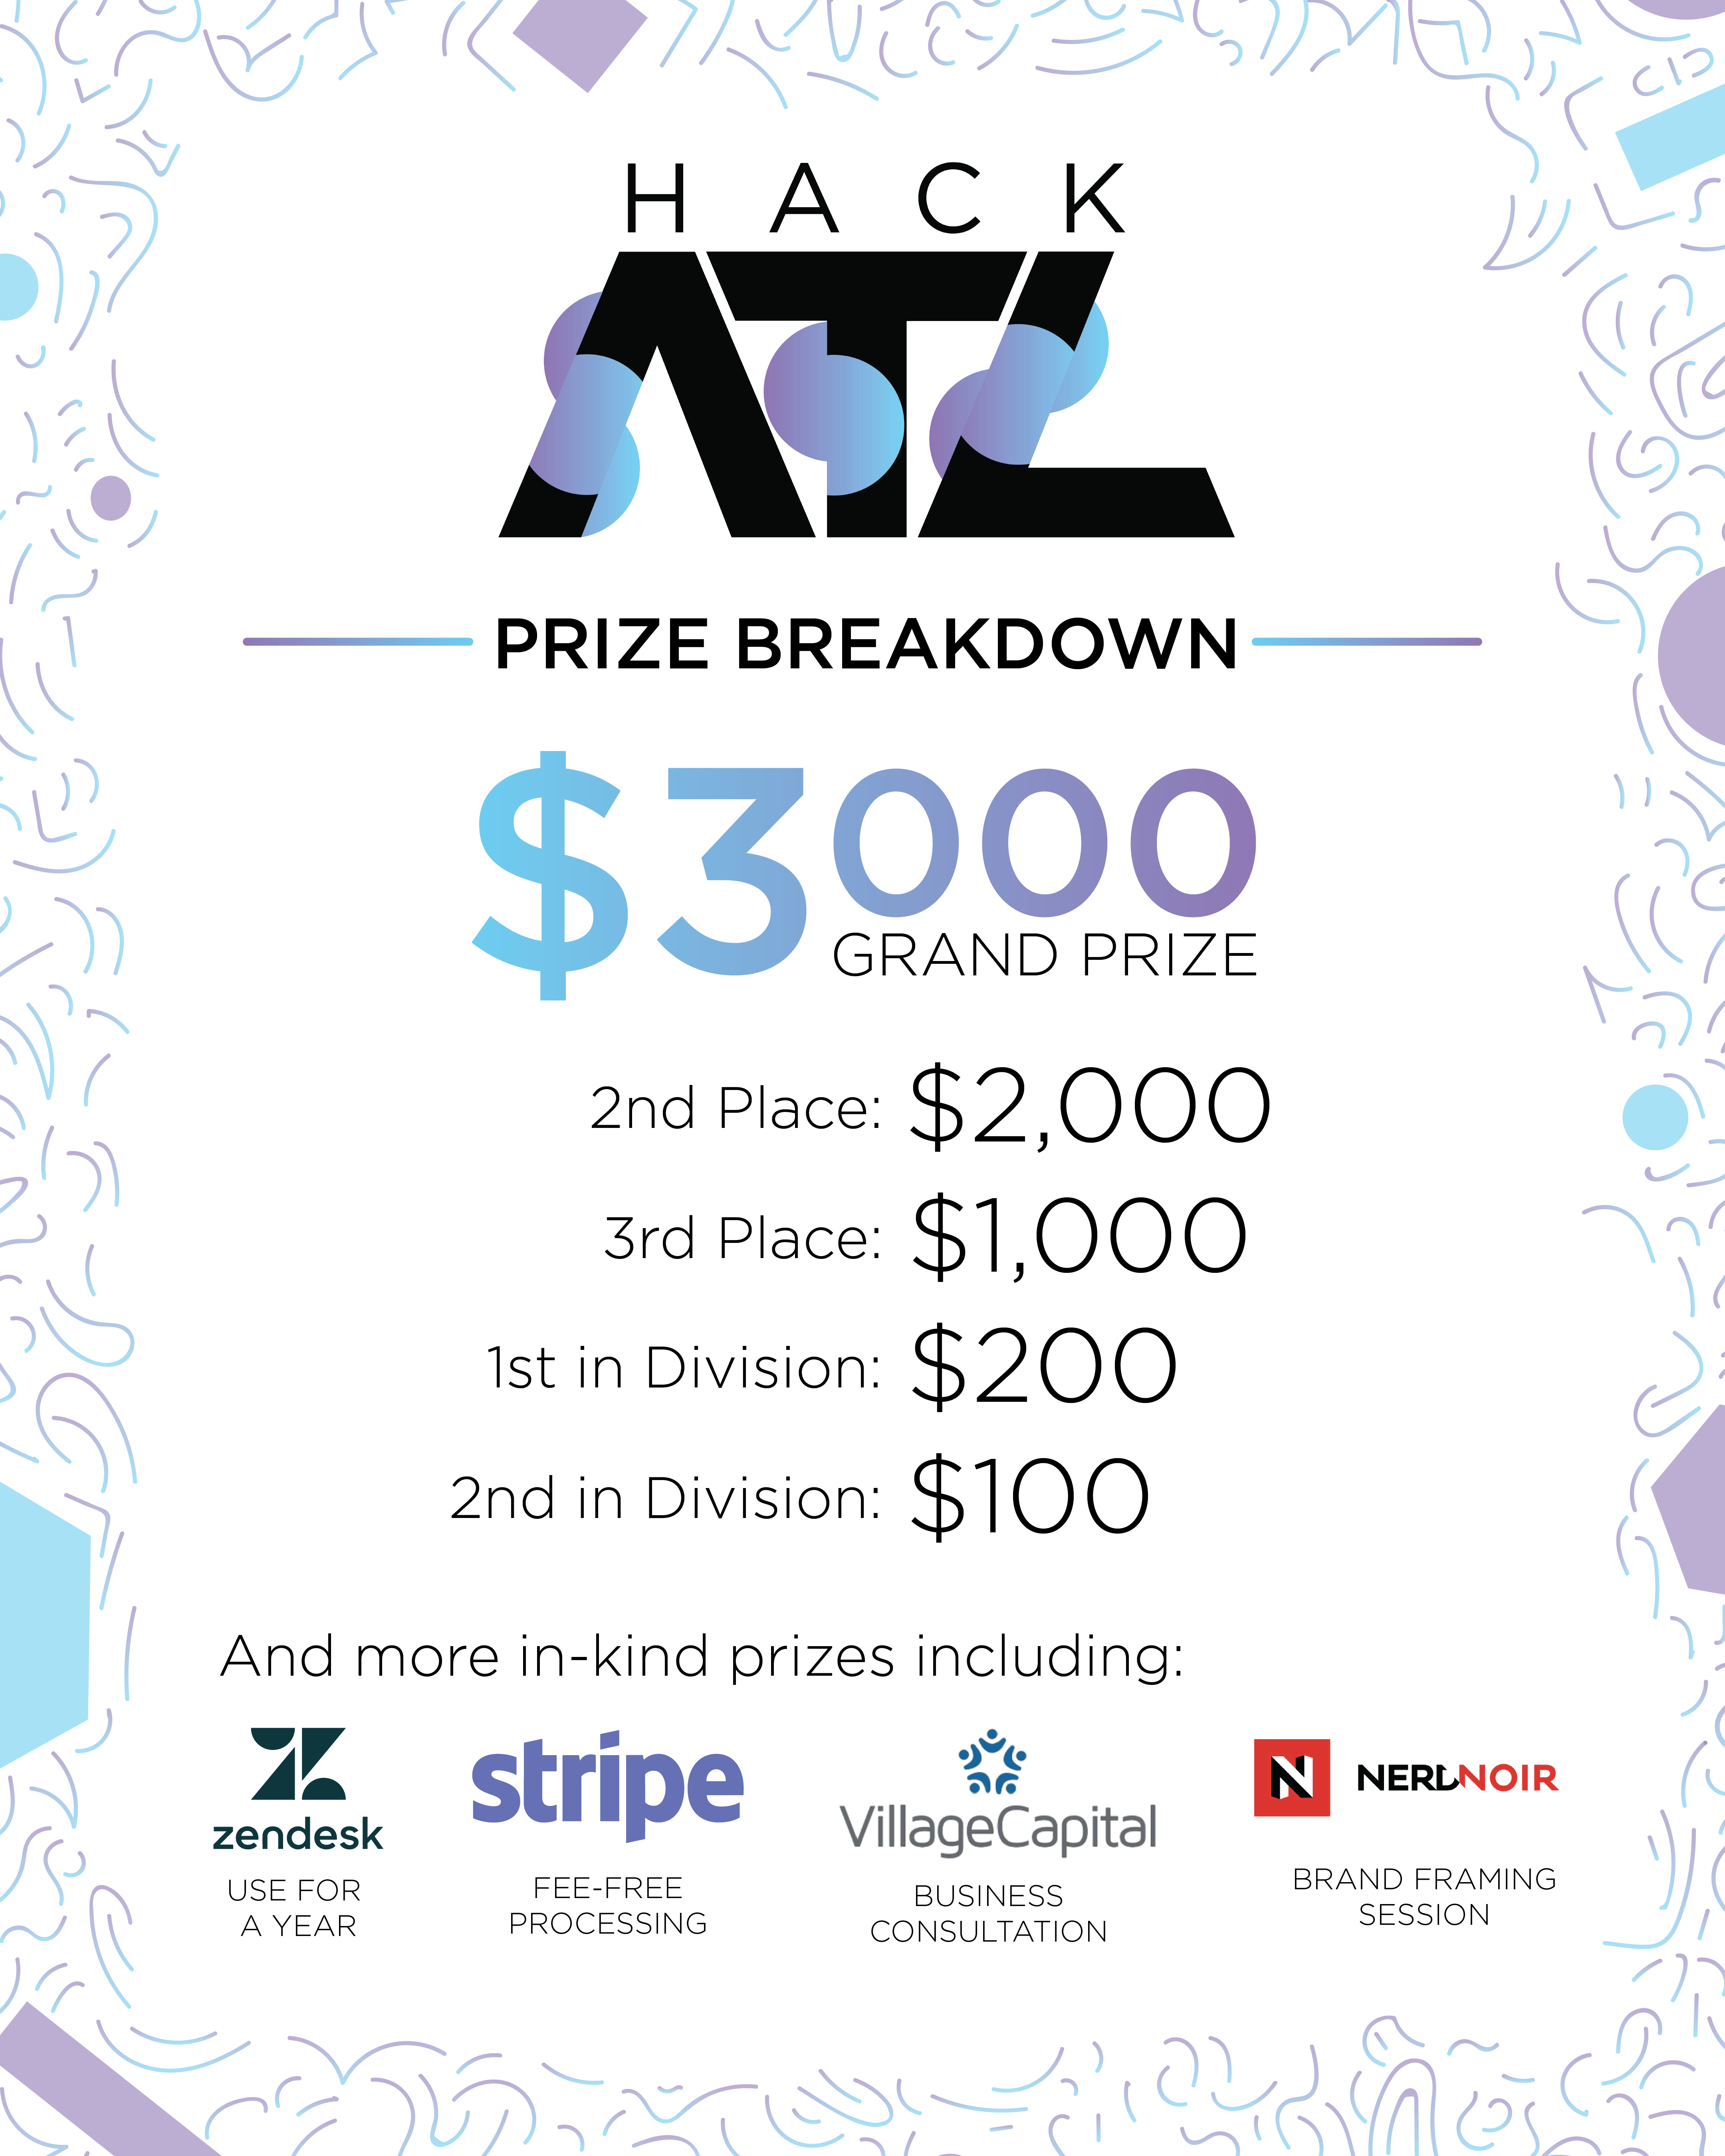 HACK
ATL
PRIZE BREAKDOWN
$3000
GRAND PRIZE
2nd Place: $2,000
3rd Place: $1,000
1st in Division: $200
2nd in Division: $100
And more in-kind prizes including:
zendesk
USE FOR
A YEAR
stripe
FEE-FREE
PROCESSING
VillageCapital
BUSINESS
CONSULTATION
N NERDNOIR
BRAND FRAMING
SESSION